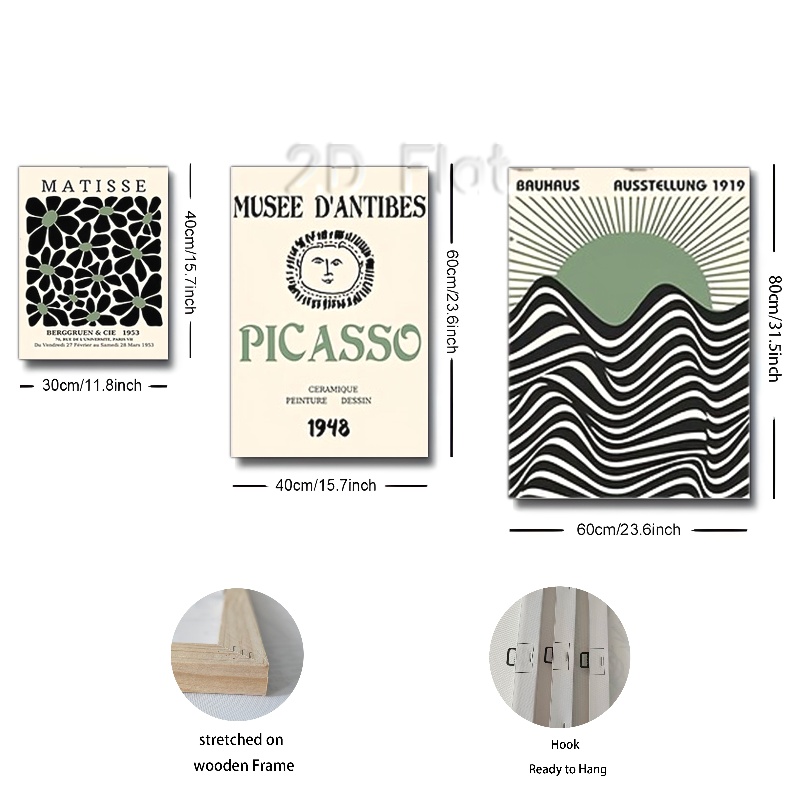 2D Flat
MATISSE
BERGGRUEN & CIE 1953
70, RUE DE L'UNIVERSITE, PARIS VII
Du Vendredi 27 Février au Samedi 28 Mars 1953
40cm/15.7inch
30cm/11.8inch
MUSEE D'ANTIBES
PICASSO
CERAMIQUE
PEINTURE DESSIN
1948
60cm/23.6inch
40cm/15.7inch
BAUHAUS AUSSTELLUNG 1919
80cm/31.5inch
60cm/23.6inch
stretched on
wooden Frame
Hook
Ready to Hang